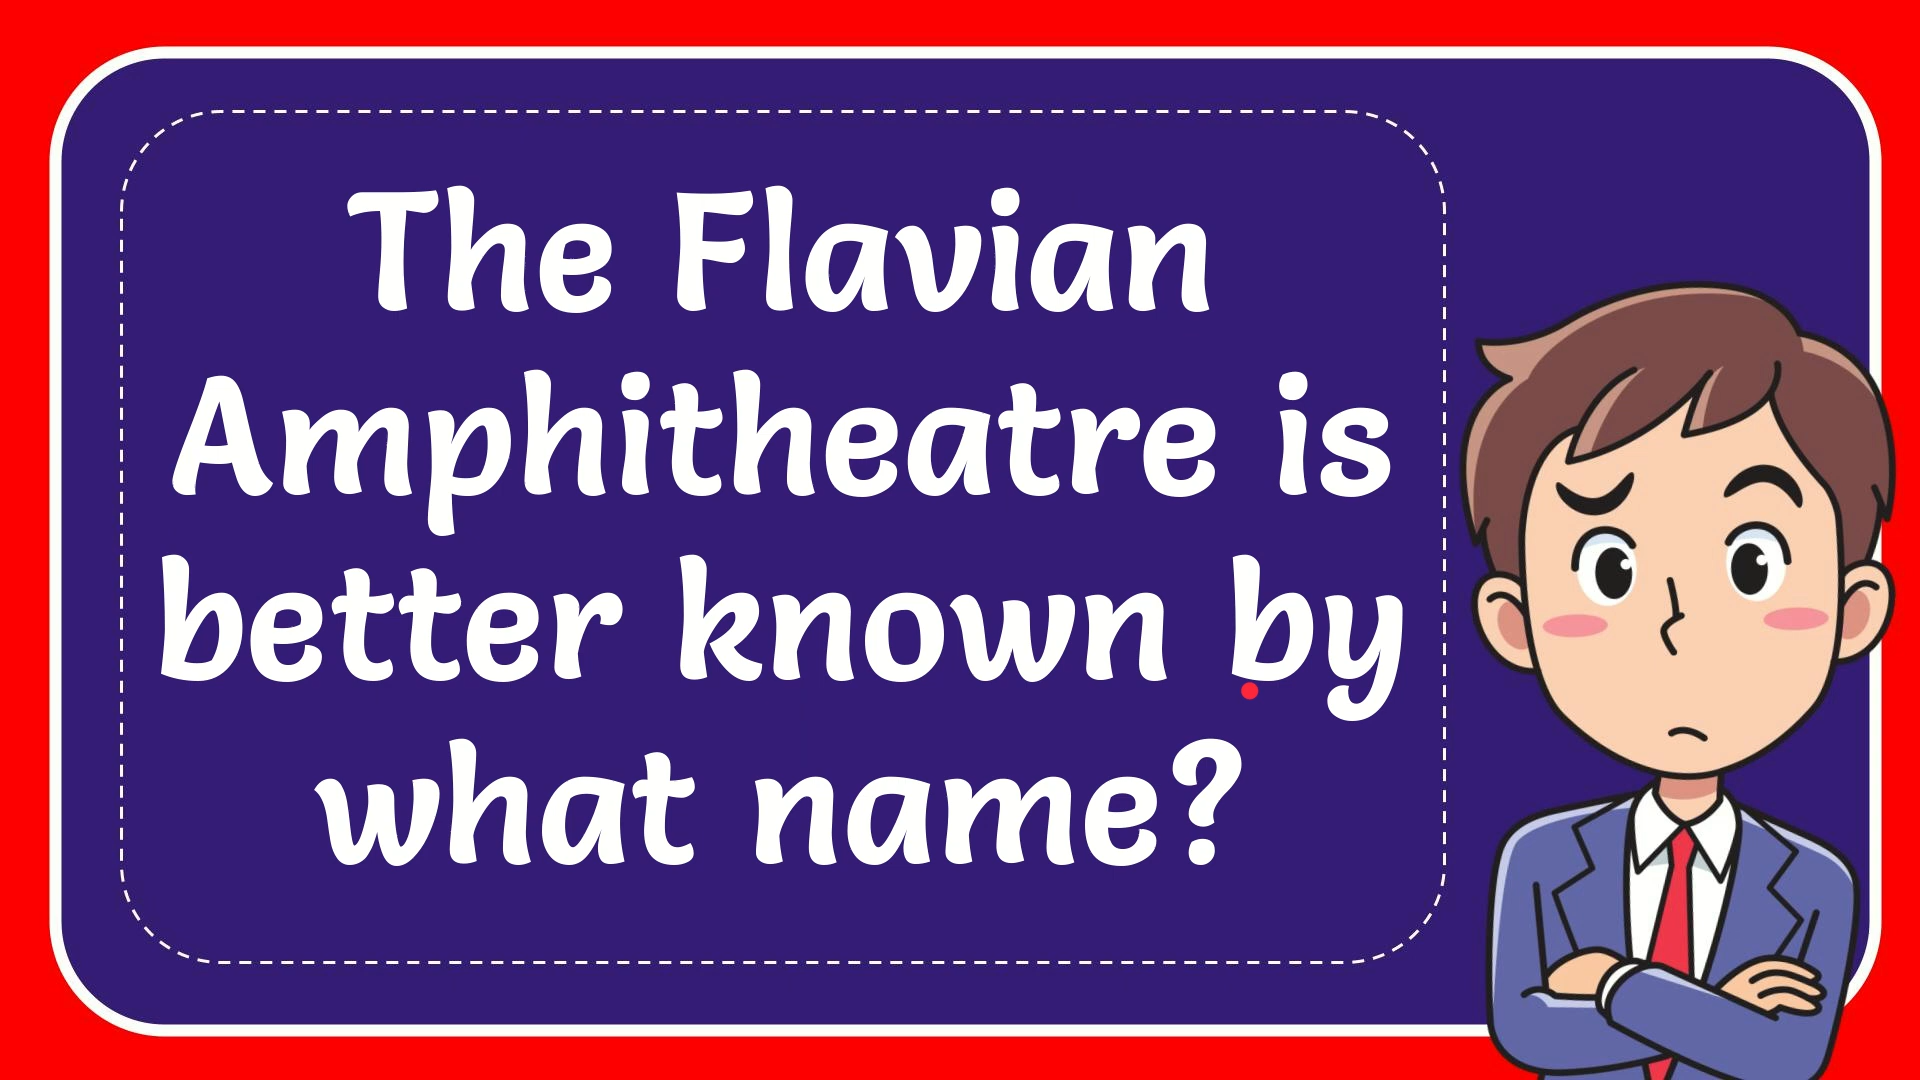 The Flavian
Amphitheatre is
better known by
what name?